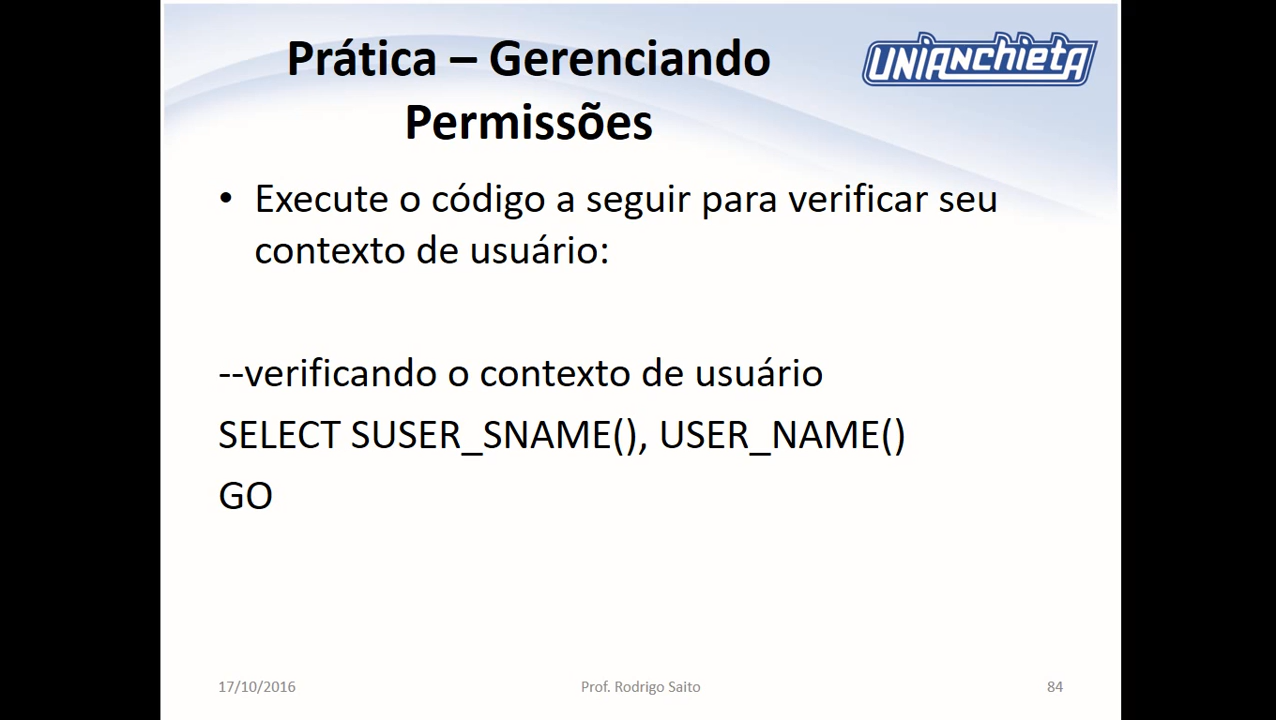 Prática – Gerenciando
Permissões
UNIANCHIETA
• Execute o código a seguir para verificar seu
contexto de usuário:
--verificando o contexto de usuário
SELECT SUSER_SNAME(), USER_NAME()
GO
17/10/2016
Prof. Rodrigo Saito
84